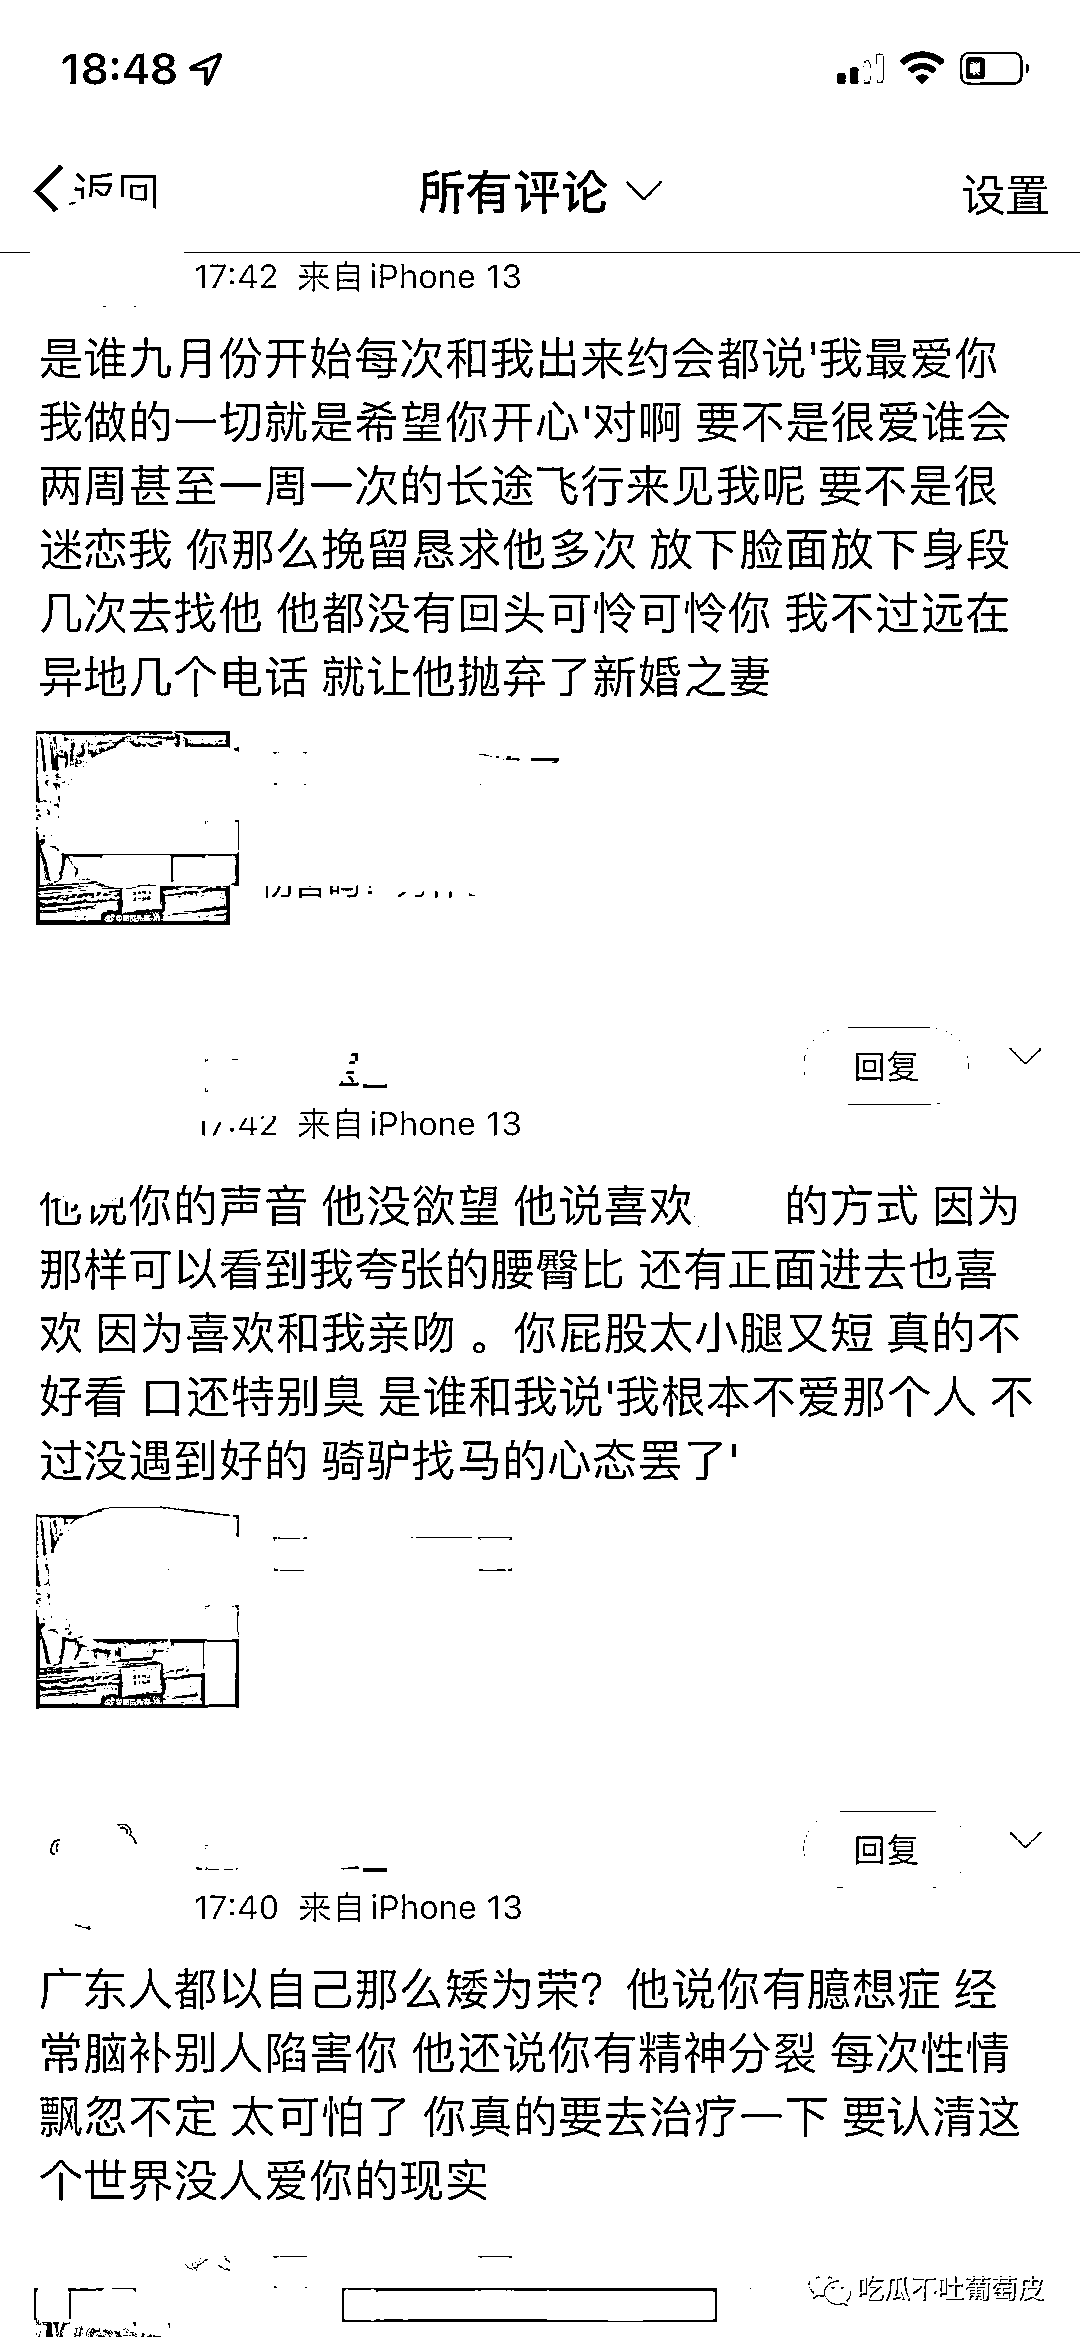 18:48
返回
所有评论
设置
17:42 来自iPhone 13
是谁九月份开始每次和我出来约会都说'我最爱你
我做的一切就是希望你开心'对啊 要不是很爱谁会
两周甚至一周一次的长途飞行来见我呢 要不是很
迷恋我 你那么挽留恳求他多次 放下脸面放下身段
几次去找他 他都没有回头可怜可怜你 我不过远在
异地几个电话 就让他抛弃了新婚之妻
回复
17:42 来自iPhone 13
他说你的声音 他没欲望 他说喜欢 的方式 因为
那样可以看到我夸张的腰臀比 还有正面进去也喜
欢 因为喜欢和我亲吻 。你屁股太小腿又短 真的不
好看 口还特别臭 是谁和我说'我根本不爱那个人 不
过没遇到好的 骑驴找马的心态罢了'
回复
17:40 来自iPhone 13
广东人都以自己那么矮为荣？他说你有臆想症 经
常脑补别人陷害你 他还说你有精神分裂 每次性情
飘忽不定 太可怕了 你真的要去治疗一下 要认清这
个世界没人爱你的现实
吃瓜不吐葡萄皮